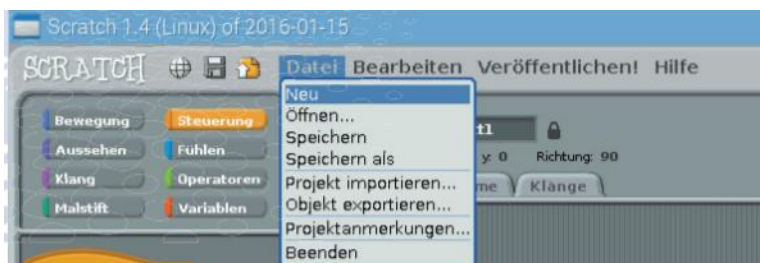 Scratch 1.4 (Linux) of 2016-01-15
SCRATCH Datei Bearbeiten Veröffentlichen! Hilfe
Neu
Öffnen...
Speichern
Speichern als
Projekt importieren...
Objekt exportieren...
Projektanmerkungen...
Beenden
Bewegung Steuerung
Aussehen Fühlen
Klang Operatoren
Malstift Variablen
y: 0 Richtung: 90
Klänge